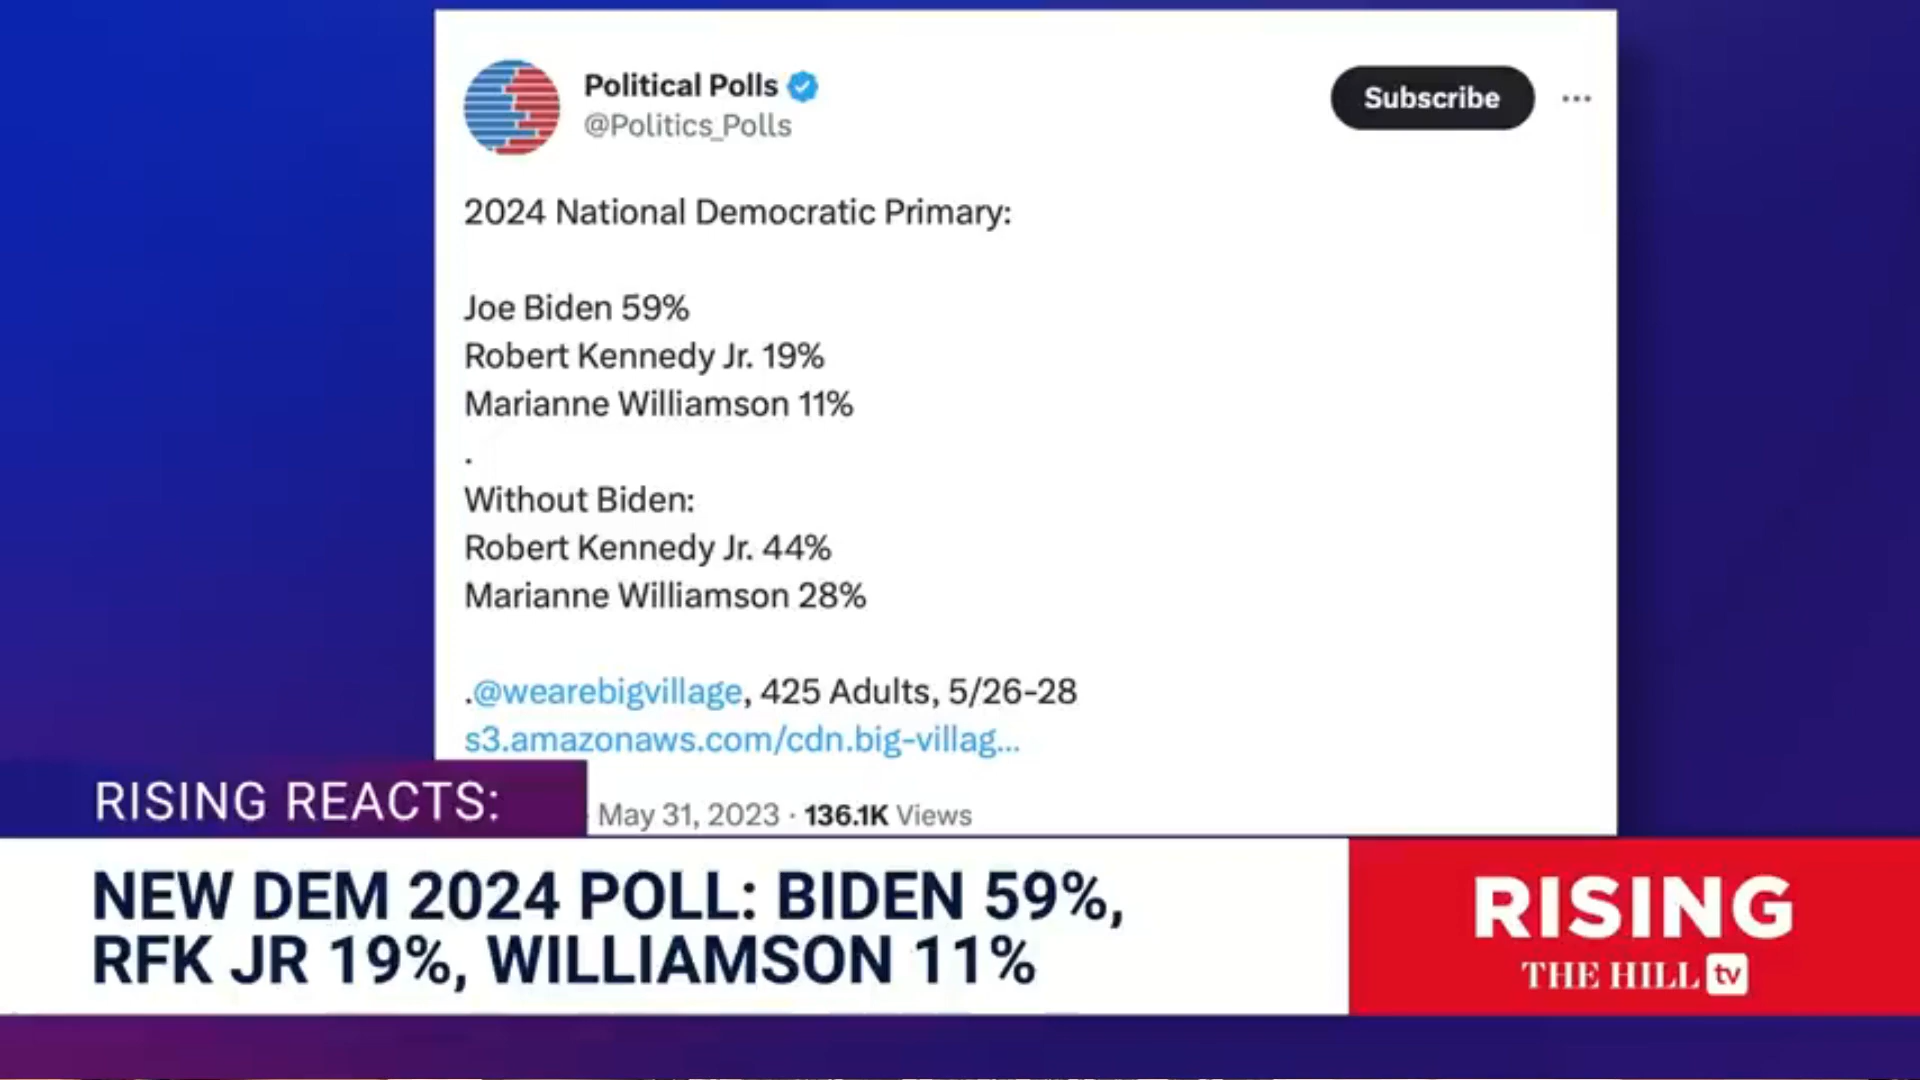 Political Polls
@Politics_Polls
Subscribe
2024 National Democratic Primary:
Joe Biden 59%
Robert Kennedy Jr. 19%
Marianne Williamson 11%
.
Without Biden:
Robert Kennedy Jr. 44%
Marianne Williamson 28%
.@wearebigvillage, 425 Adults, 5/26-28
s3.amazonaws.com/cdn.big-villag...
May 31, 2023 · 136.1K Views
RISING REACTS:
NEW DEM 2024 POLL: BIDEN 59%,
RFK JR 19%, WILLIAMSON 11%
RISING
THE HILL tv